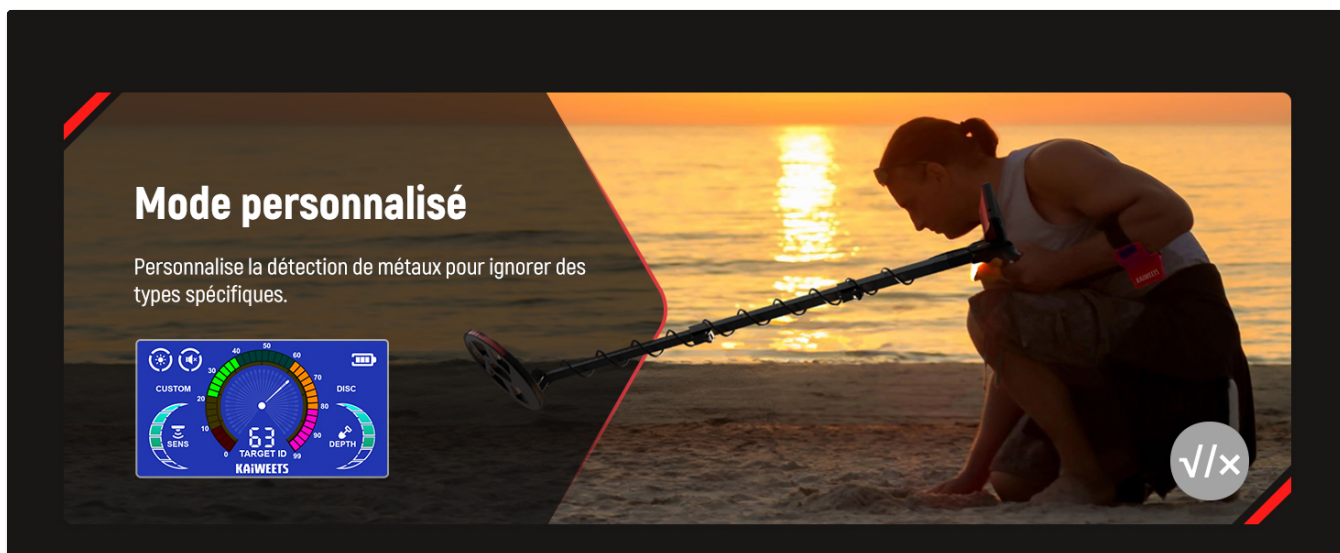 Mode personnalisé
Personnalise la détection de métaux pour ignorer des
types spécifiques.
40 50 60
30 70
CUSTOM DISC
20 80
10 90
SENS 63 DEPTH
0 TARGET ID 99
KAiWEETS
KAIWEETS
√/×